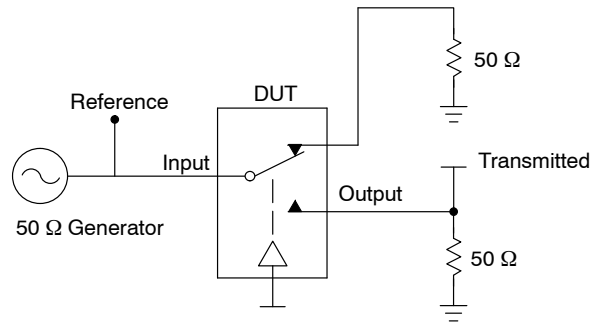 50 Ω
DUT
Reference
Input
Transmitted
Output
50 Ω Generator
50 Ω